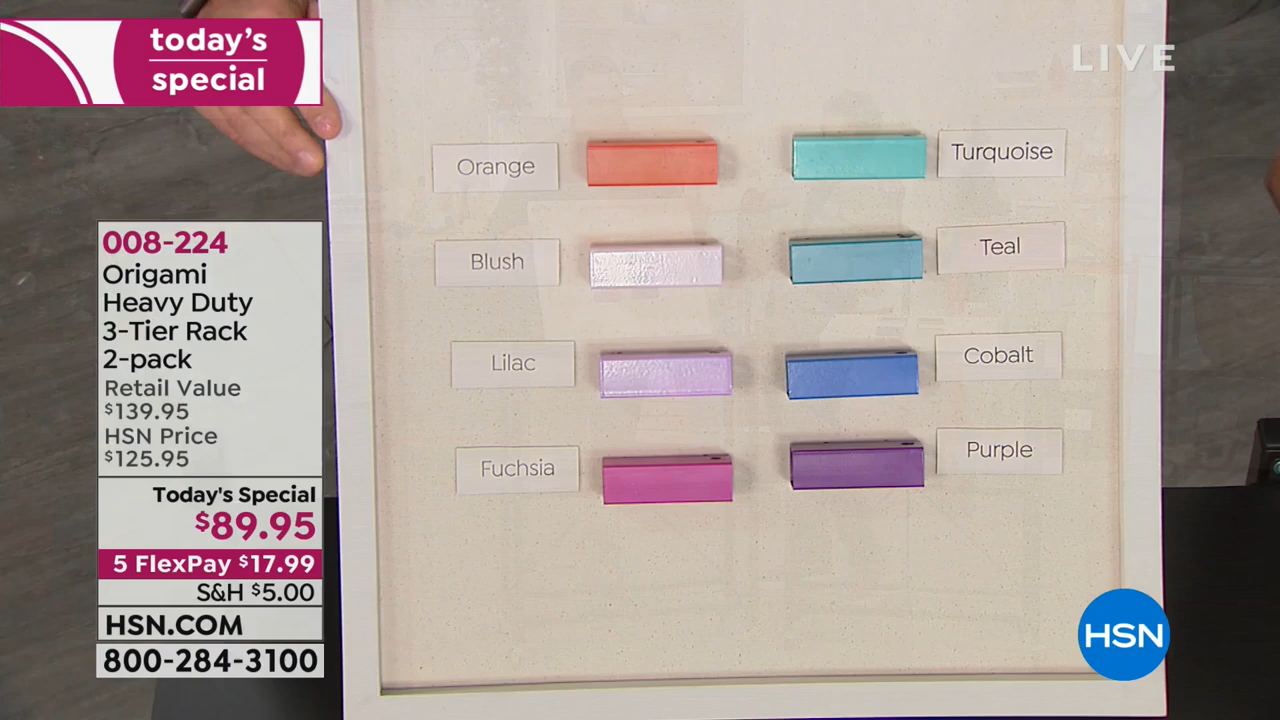 today's
special
LIVE
Orange
Turquoise
Blush
Teal
Lilac
Cobalt
Fuchsia
Purple
008-224
Origami
Heavy Duty
3-Tier Rack
2-pack
Retail Value
$139.95
HSN Price
$125.95
Today's Special
$89.95
5 FlexPay $17.99
S&H $5.00
HSN.COM
800-284-3100
HSN